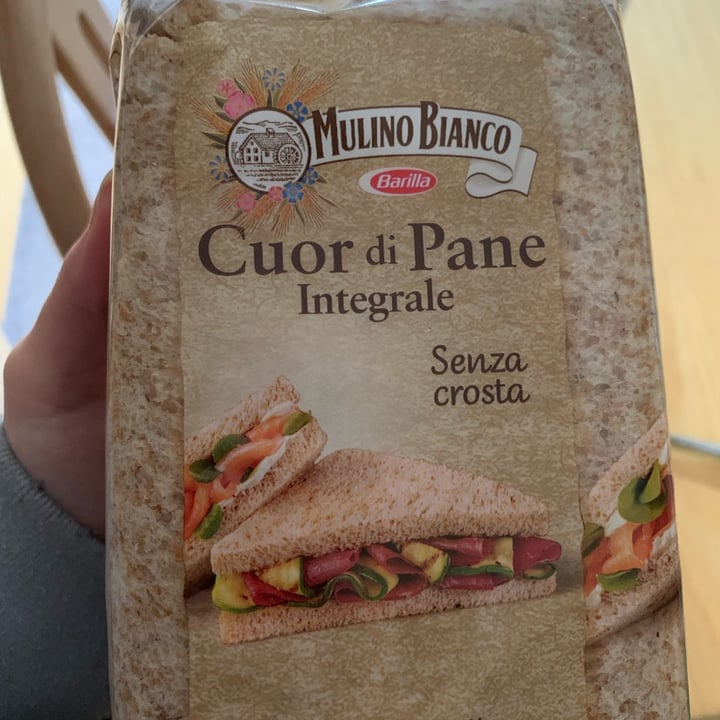 MULINO BIANCO
Barilla
Cuor di Pane
Integrale
Senza
crosta